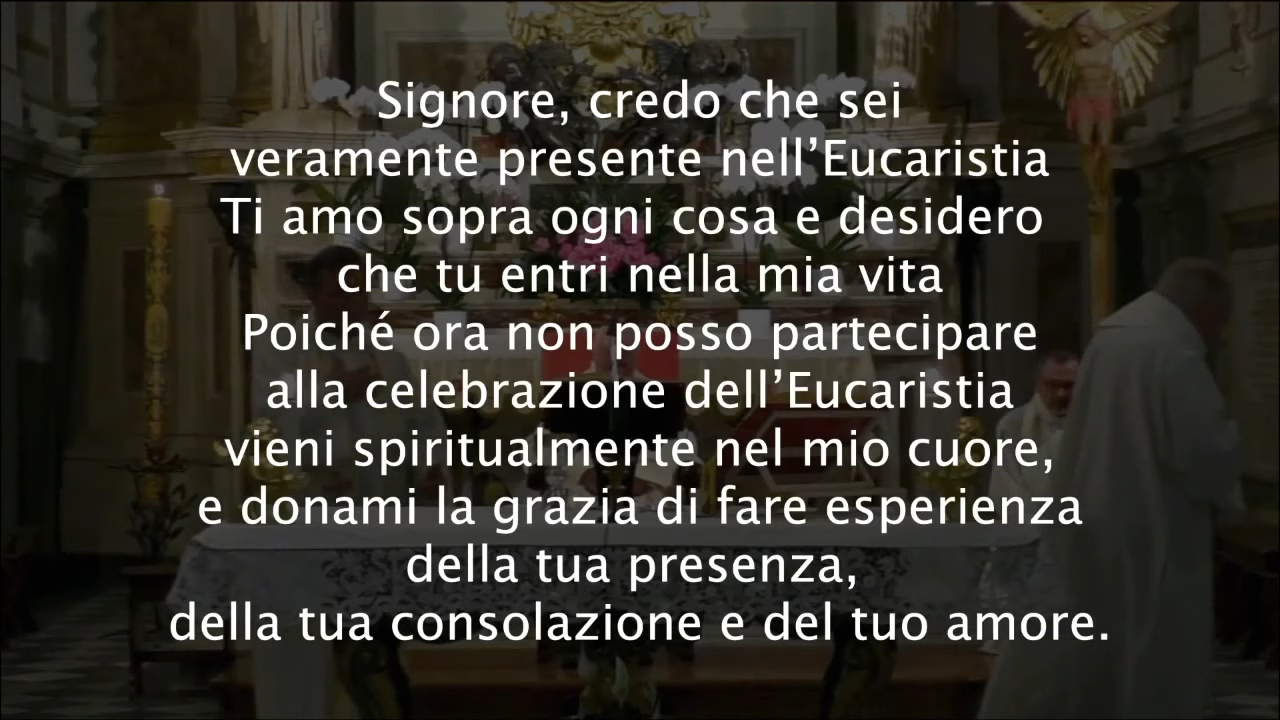 Signore, credo che sei
veramente presente nell’Eucaristia
Ti amo sopra ogni cosa e desidero
che tu entri nella mia vita
Poiché ora non posso partecipare
alla celebrazione dell’Eucaristia
vieni spiritualmente nel mio cuore,
e donami la grazia di fare esperienza
della tua presenza,
della tua consolazione e del tuo amore.